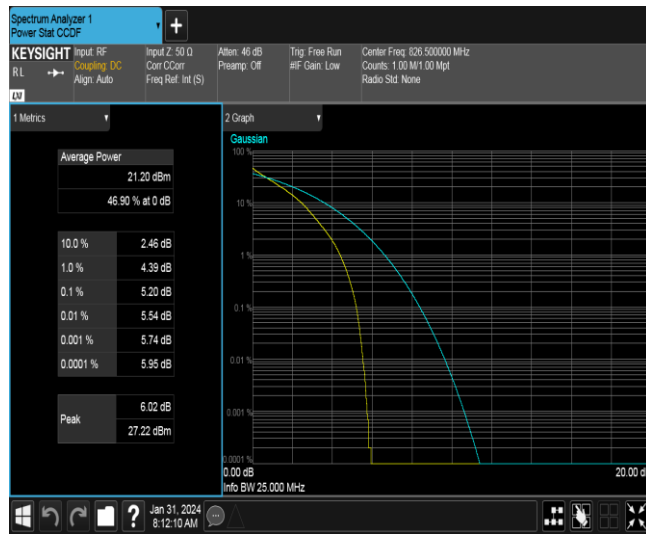 Spectrum Analyzer 1
Power Stat CCDF
+
KEYSIGHT
RL
LXI
Input: RF
Coupling: DC
Align: Auto
Input Z: 50 Ω
Corr CCorr
Freq Ref: Int (S)
Atten: 46 dB
Preamp: Off
Trig: Free Run
#IF Gain: Low
Center Freq: 826.500000 MHz
Counts: 1.00 M/1.00 Mpt
Radio Std: None
1 Metrics
Average Power
21.20 dBm
46.90 % at 0 dB
10.0 % 2.46 dB
1.0 % 4.39 dB
0.1 % 5.20 dB
0.01 % 5.54 dB
0.001 % 5.74 dB
0.0001 % 5.95 dB
Peak
6.02 dB
27.22 dBm
2 Graph
Gaussian
100 %
10 %
1 %
0.1 %
0.01 %
0.001 %
0.0001 %
0.00 dB
20.00 d
Info BW 25.000 MHz
?
Jan 31, 2024
8:12:10 AM